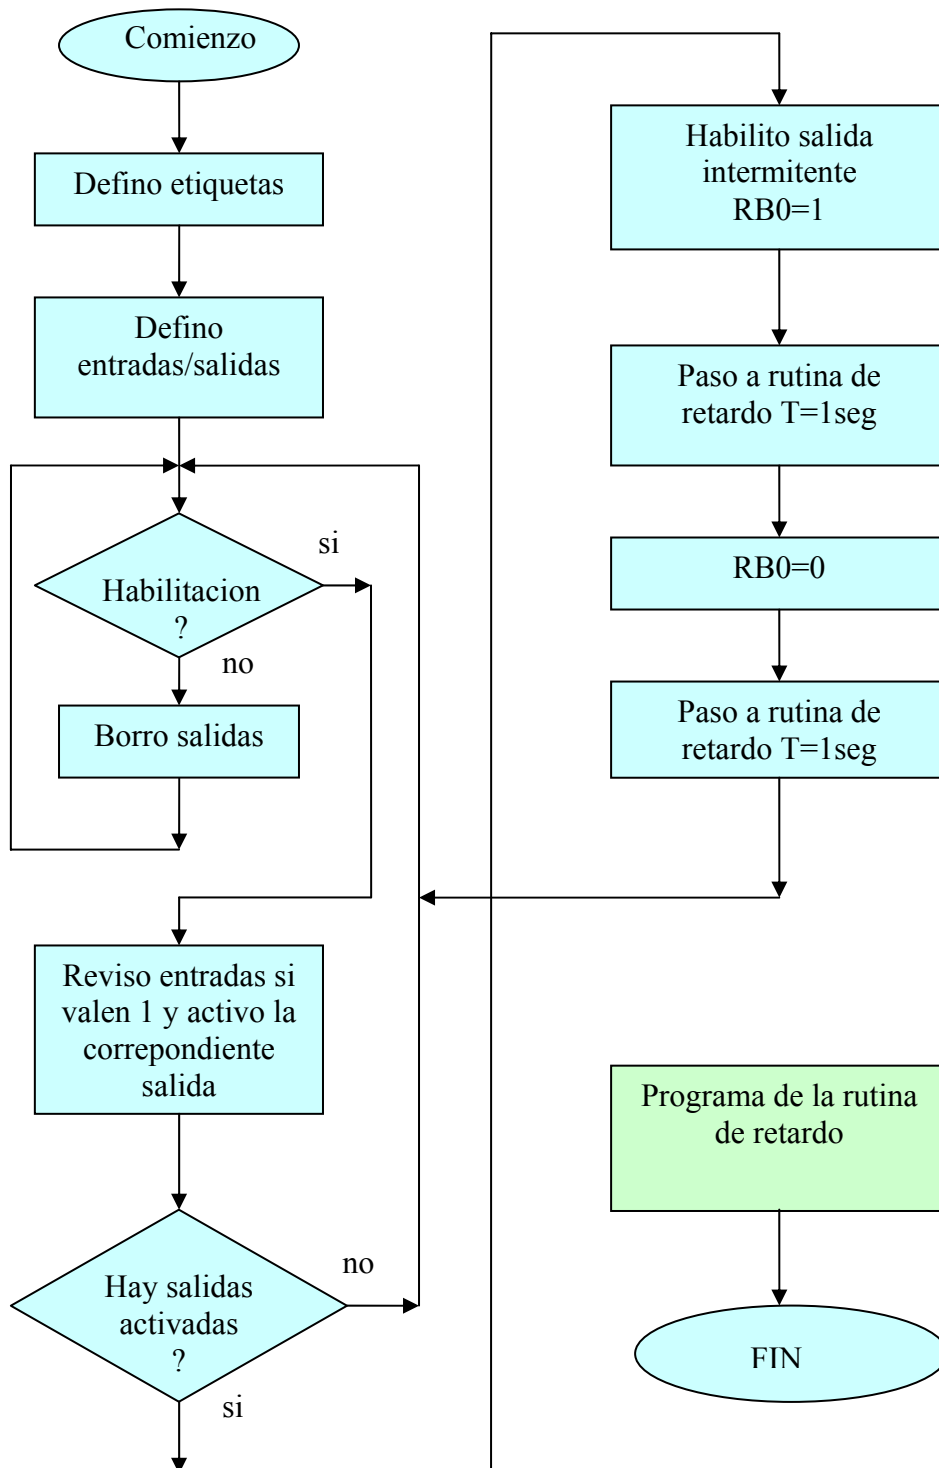 Comienzo
Defino etiquetas
Defino
entradas/salidas
si
Habilitacion
?
no
Borro salidas
Reviso entradas si
valen 1 y activo la
correpondiente
salida
no
Hay salidas
activadas
?
si
Habilito salida
intermitente
RB0=1
Paso a rutina de
retardo T=1seg
RB0=0
Paso a rutina de
retardo T=1seg
Programa de la rutina
de retardo
FIN